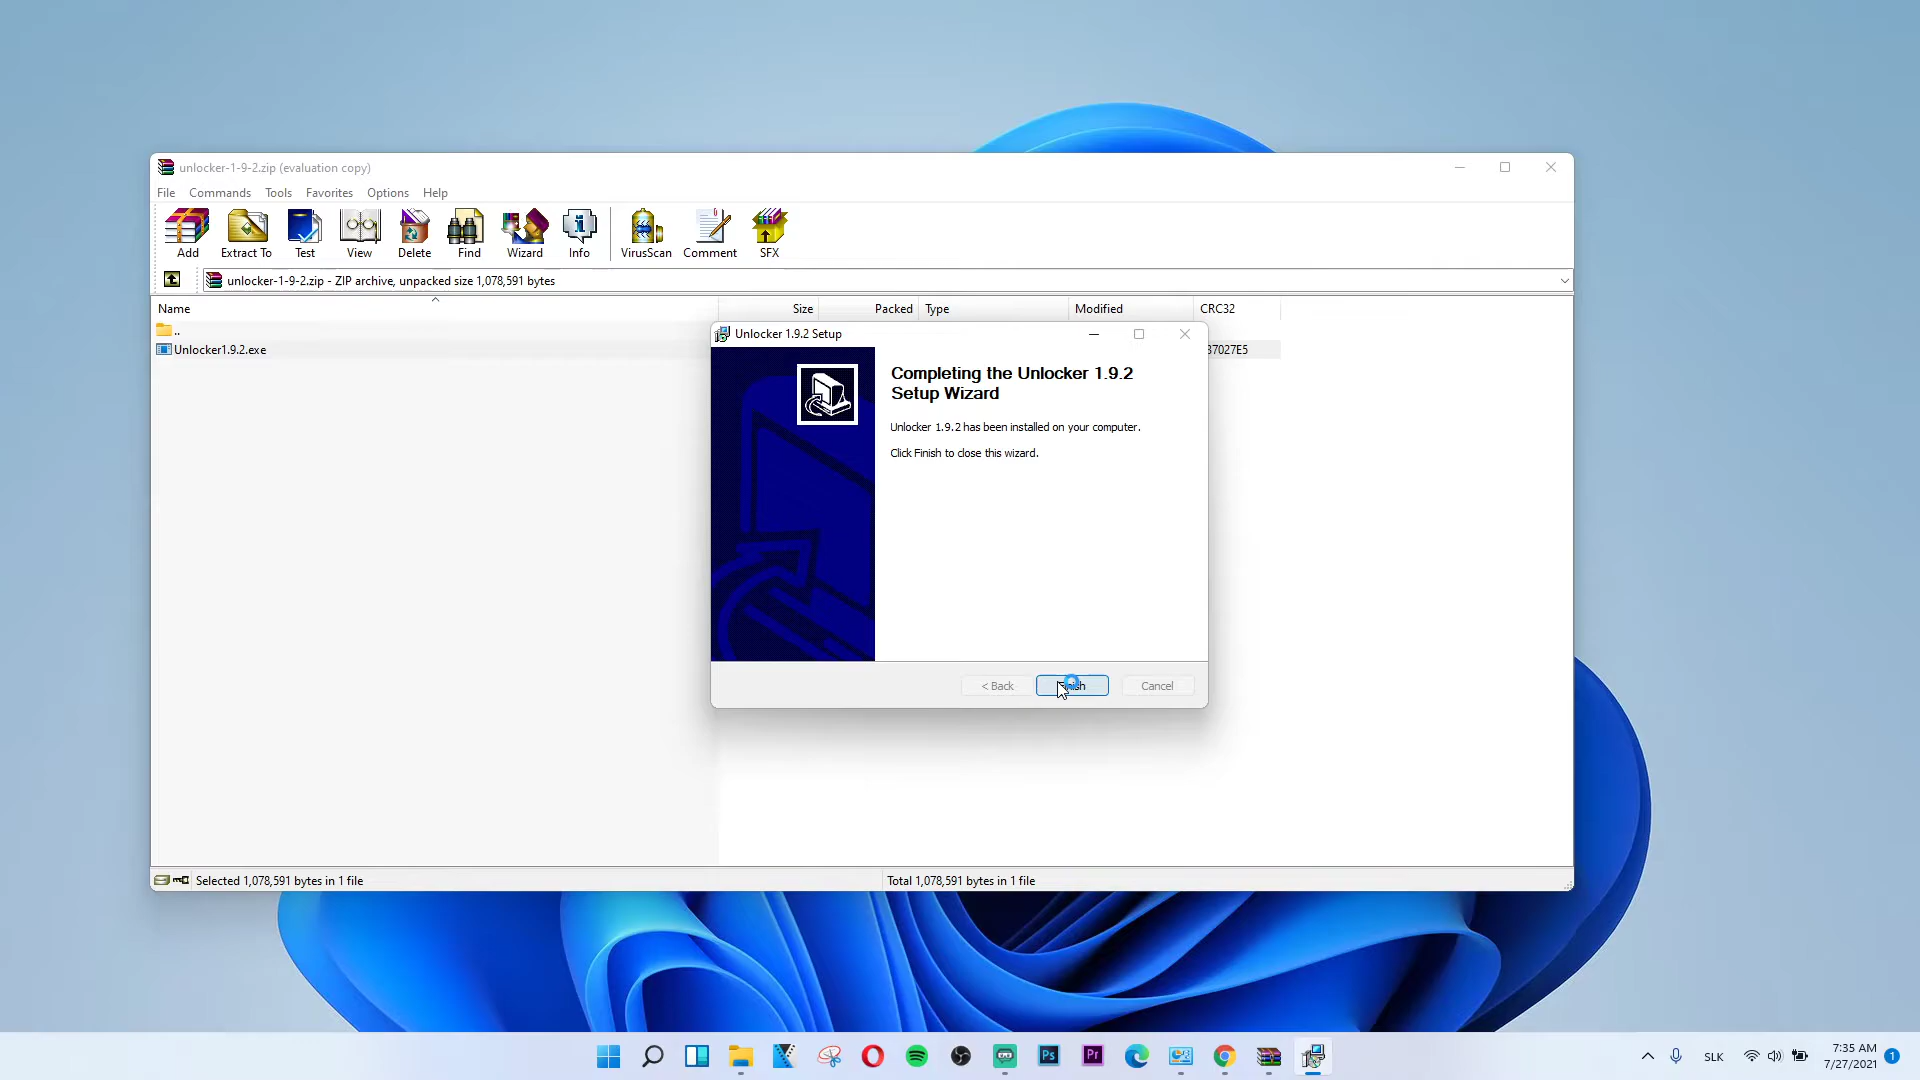 unlocker-1-9-2.zip (evaluation copy)
File Commands Tools Favorites Options Help
Add Extract To Test View Delete Find Wizard Info VirusScan Comment SFX
unlocker-1-9-2.zip - ZIP archive, unpacked size 1,078,591 bytes
Name Size Packed Type Modified CRC32
..
Unlocker 1.9.2 Setup
Unlocker1.9.2.exe
37027E5
Completing the Unlocker 1.9.2
Setup Wizard
Unlocker 1.9.2 has been installed on your computer.
Click Finish to close this wizard.
< Back Cancel
Selected 1,078,591 bytes in 1 file
Total 1,078,591 bytes in 1 file
Ps Pr
SLK
7:35 AM
7/27/2021
1